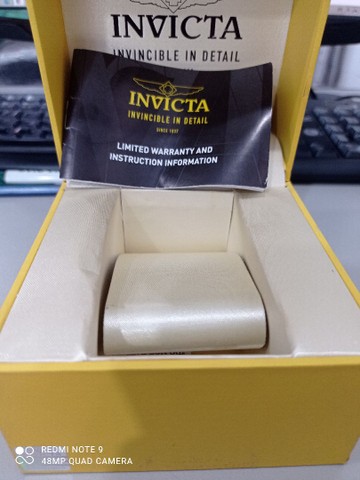 INVICTA
INVINCIBLE IN DETAIL
INVICTA
INVINCIBLE IN DETAIL
SINCE 1837
LIMITED WARRANTY AND
INSTRUCTION INFORMATION
REDMI NOTE 9
48MP QUAD CAMERA